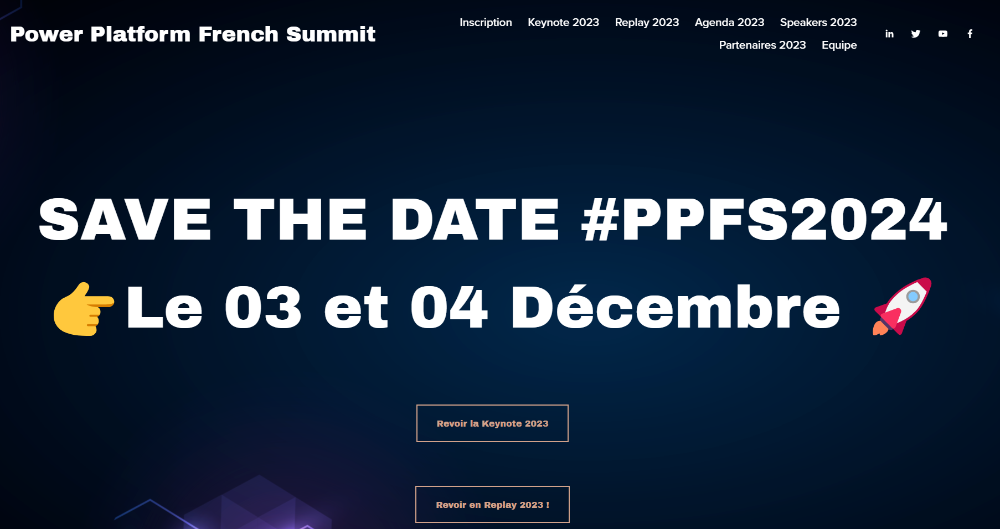 Power Platform French Summit
Inscription Keynote 2023 Replay 2023 Agenda 2023 Speakers 2023
Partenaires 2023 Equipe
SAVE THE DATE #PPFS2024
👉Le 03 et 04 Décembre 🚀
Revoir la Keynote 2023
Revoir en Replay 2023 !